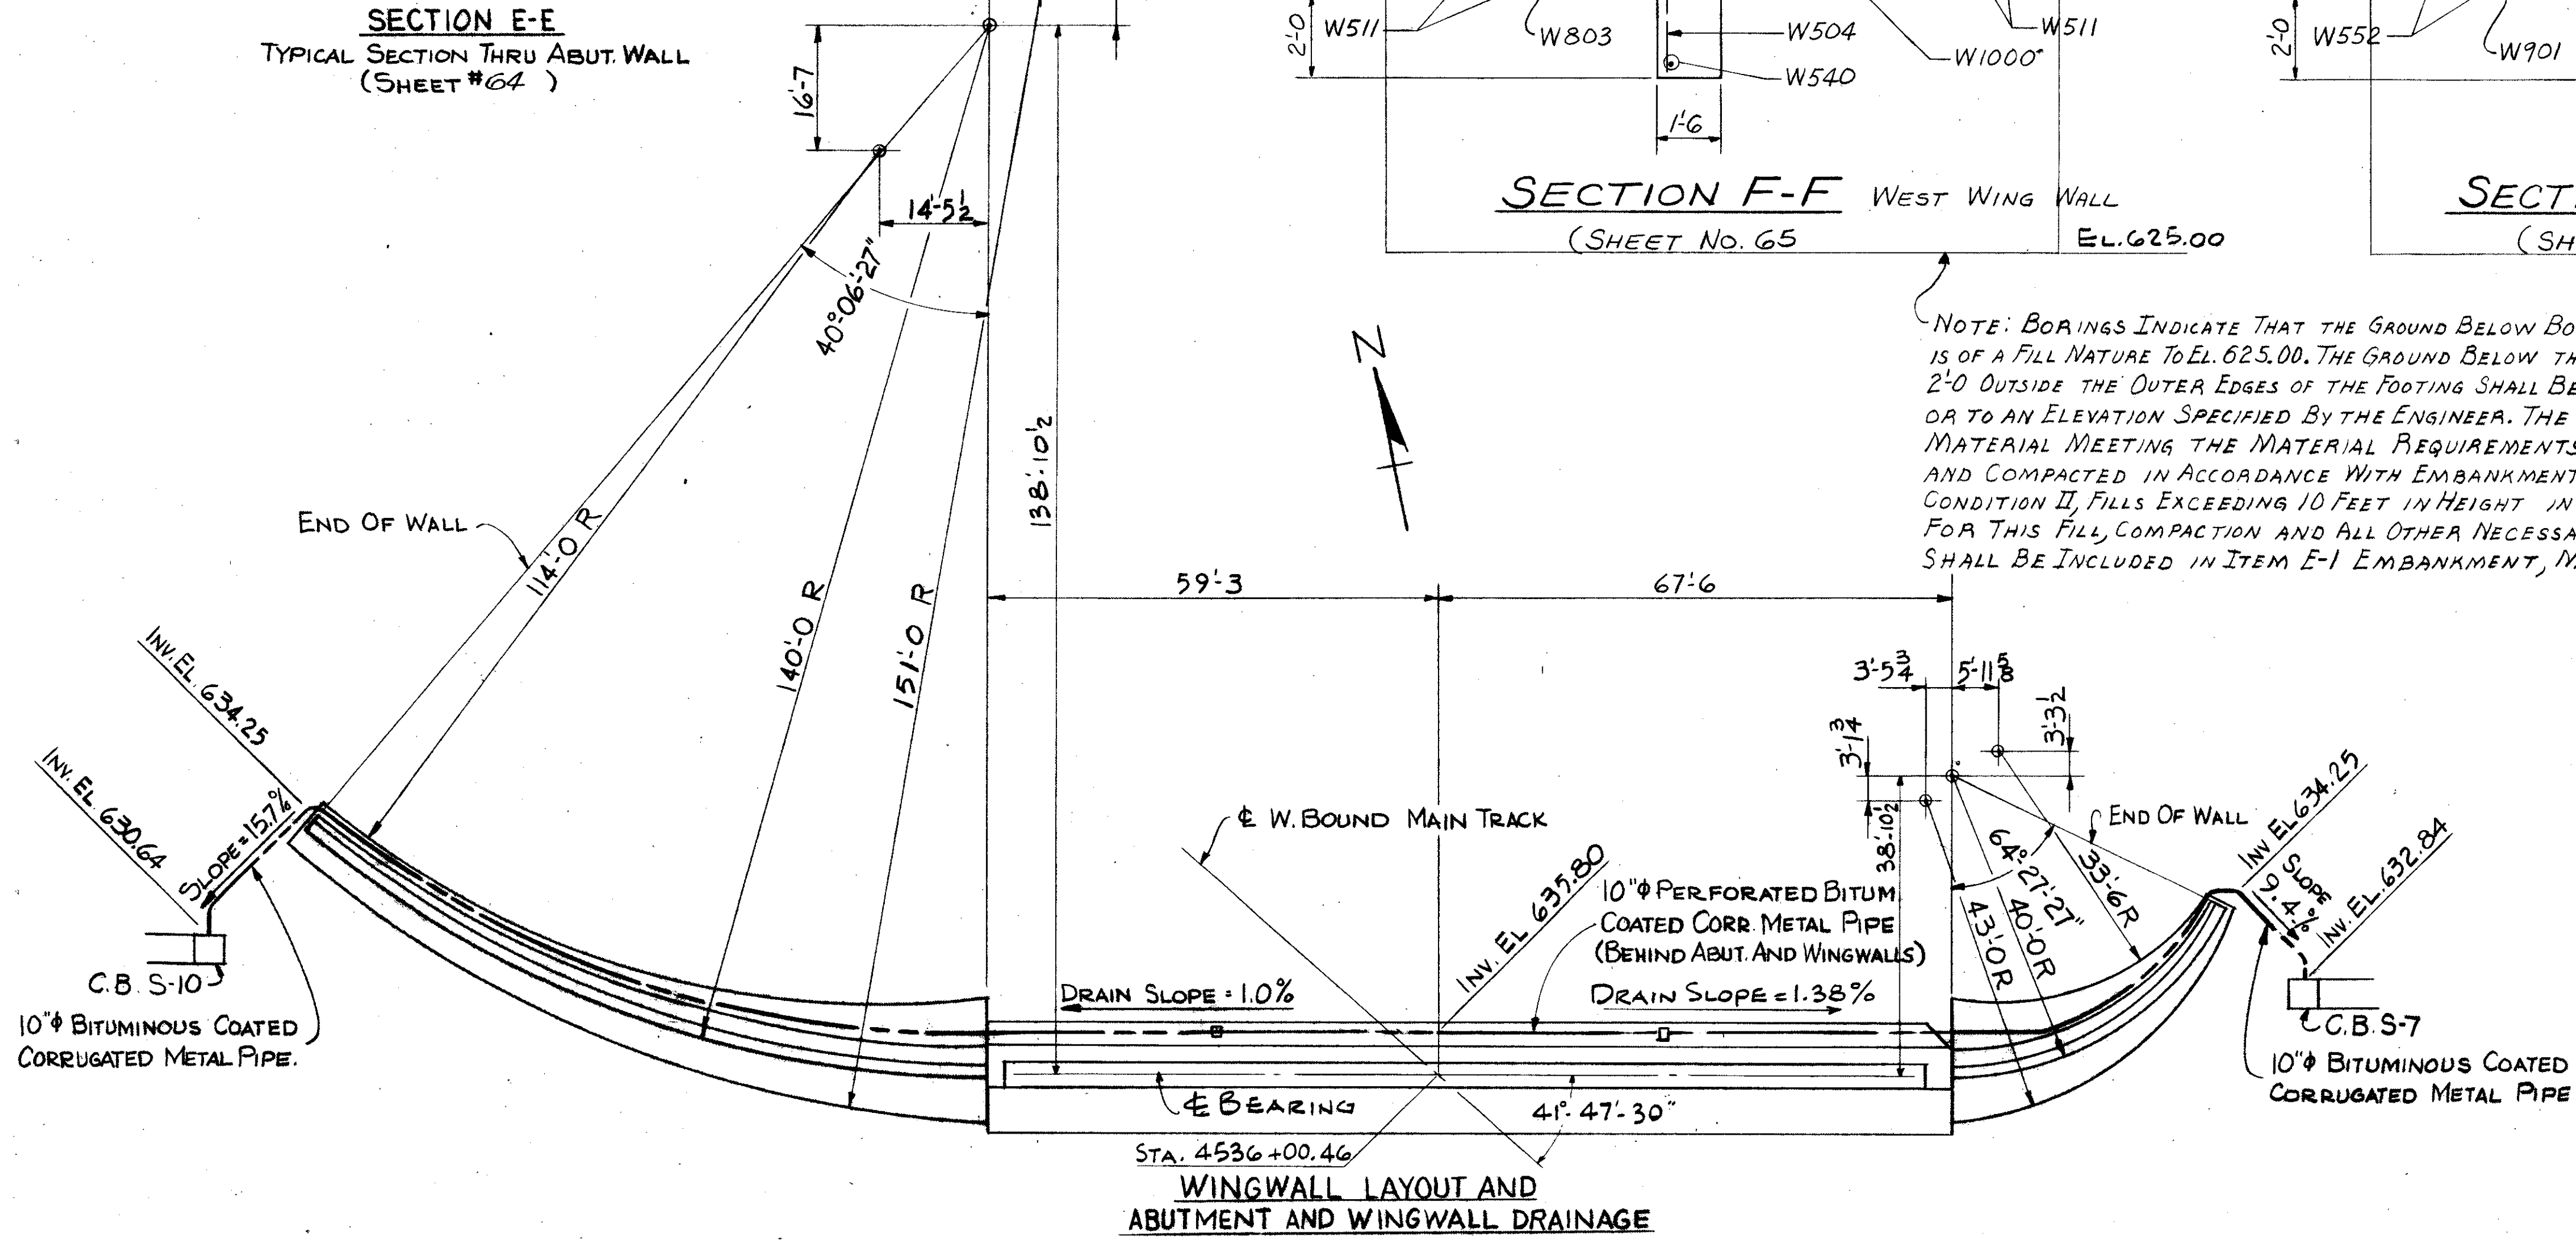 SECTION E-E
TYPICAL SECTION THRU ABUT. WALL
(SHEET #64 )
16'-7
14'-5½
40°-06'-27"
END OF WALL
114'-0 R
140'-0 R
151'-0 R
138'-10½
2'-0
W511
W803
W504
W540
W1000
W511
1'-6
SECTION F-F WEST WING WALL
(SHEET NO. 65
EL. 625.00
2'-0
W552
W901
SECT
(SH
N
NOTE: BORINGS INDICATE THAT THE GROUND BELOW BO
IS OF A FILL NATURE TO EL. 625.00. THE GROUND BELOW TH
2'-0 OUTSIDE THE OUTER EDGES OF THE FOOTING SHALL BE
OR TO AN ELEVATION SPECIFIED BY THE ENGINEER. THE
MATERIAL MEETING THE MATERIAL REQUIREMENTS
AND COMPACTED IN ACCORDANCE WITH EMBANKMENT
CONDITION II, FILLS EXCEEDING 10 FEET IN HEIGHT IN
FOR THIS FILL, COMPACTION AND ALL OTHER NECESSA
SHALL BE INCLUDED IN ITEM E-1 EMBANKMENT,
59'-3
67'-6
3'-5¾
5'-11⅝
3'-1¾
3'-3½
38'-10½
INV. EL. 634.25
INV. EL. 630.64
SLOPE = 15.7%
C.B. S-10
10"ϕ BITUMINOUS COATED
CORRUGATED METAL PIPE.
℄ W. BOUND MAIN TRACK
INV. EL 635.80
10"ϕ PERFORATED BITUM
COATED CORR. METAL PIPE
(BEHIND ABUT. AND WINGWALLS)
DRAIN SLOPE = 1.0%
DRAIN SLOPE = 1.38%
END OF WALL
64°-27'-27"
33'-6 R
40'-0 R
43'-0 R
INV EL 634.25
SLOPE
9.4%
INV. EL. 632.84
C.B. S-7
10"ϕ BITUMINOUS COATED
CORRUGATED METAL PIPE
℄ BEARING
41°-47'-30"
STA. 4536+00.46
WINGWALL LAYOUT AND
ABUTMENT AND WINGWALL DRAINAGE